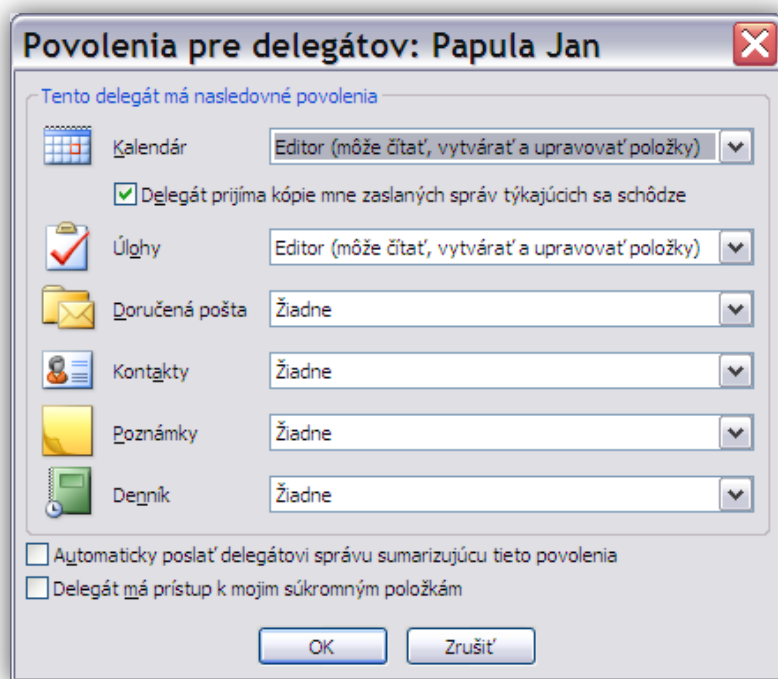 Povolenia pre delegátov: Papula Jan
Tento delegát má nasledovné povolenia
Kalendár Editor (môže čítať, vytvárať a upravovať položky)
Delegát prijíma kópie mne zaslaných správ týkajúcich sa schôdze
Úlohy Editor (môže čítať, vytvárať a upravovať položky)
Doručená pošta Žiadne
Kontakty Žiadne
Poznámky Žiadne
Denník Žiadne
Automaticky poslať delegátovi správu sumarizujúcu tieto povolenia
Delegát má prístup k mojim súkromným položkám
OK Zrušiť